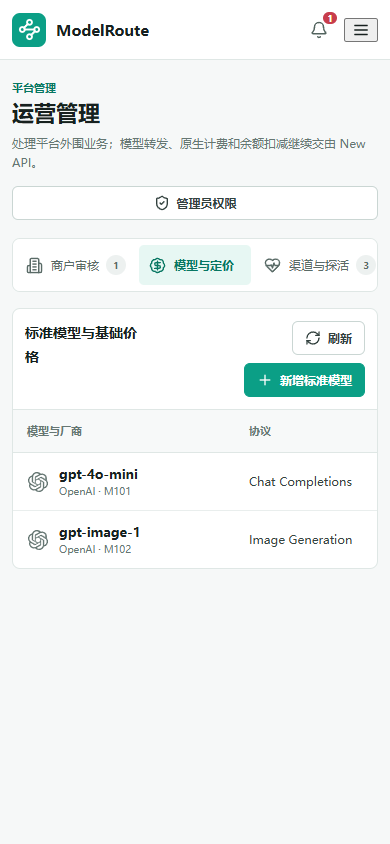 ModelRoute
1
平台管理
运营管理
处理平台外围业务；模型转发、原生计费和余额扣减继续交由 New
API。
管理员权限
商户审核 1
模型与定价
渠道与探活 3
标准模型与基础价
格
刷新
新增标准模型
模型与厂商
协议
gpt-4o-mini
OpenAI · M101
Chat Completions
gpt-image-1
OpenAI · M102
Image Generation